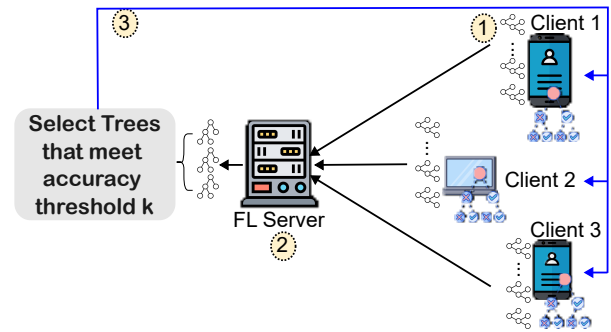 3
1
Client 1
Select Trees
that meet
accuracy
threshold k
FL Server
2
Client 2
Client 3